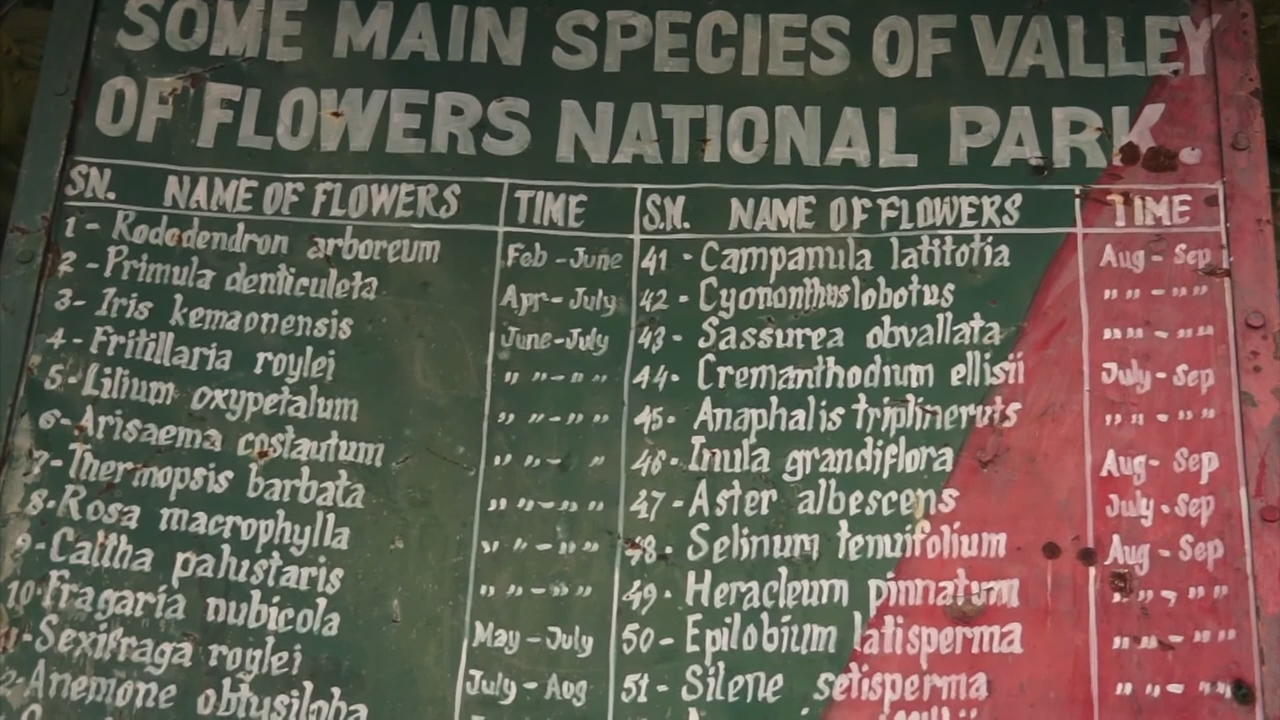 SOME MAIN SPECIES OF VALLEY
OF FLOWERS NATIONAL PARK.
SN. NAME OF FLOWERS TIME S.N. NAME OF FLOWERS TIME
1 - Rododendron arboreum Feb - June 41 - Campanula latitotia Aug - Sep
2 - Primula denticuleta Apr - July 42 - Cyononthus lobotus " " - " "
3 - Iris kemaonensis June - July 43 - Sassurea obvallata " " - " "
4 - Fritillaria roylei " " - " " 44 - Cremanthodium ellisii July - Sep
5 - Lilium oxypetalum " " - " " 45 - Anaphalis triplineruts " " - " "
6 - Arisaema costautum " " - " 46 - Inula grandiflora Aug - Sep
7 - Thermopsis barbata " " - " " 47 - Aster albescens July - Sep
8 - Rosa macrophylla " " - " " 48 - Selinum tenuifolium Aug - Sep
9 - Caltha palustaris " " - " " 49 - Heracleum pinnatum " " - " "
10 - Fragaria nubicola May - July 50 - Epilobium latisperma " " - " "
- Sexifraga roylei July - Aug 51 - Silene setisperma " " - " "
- Anemone obtusiloba